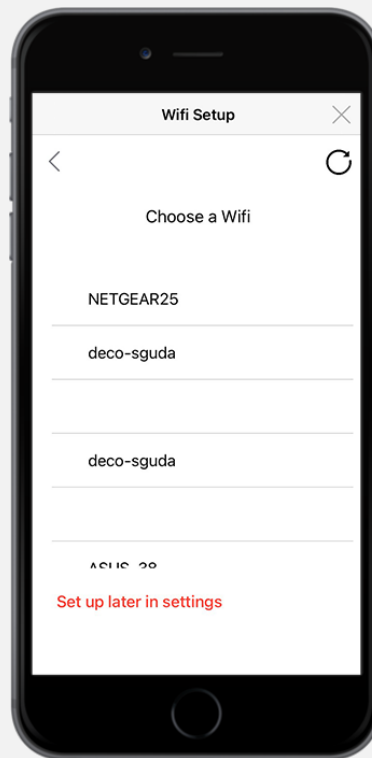 Wifi Setup
Choose a Wifi
NETGEAR25
deco-sguda
deco-sguda
Set up later in settings